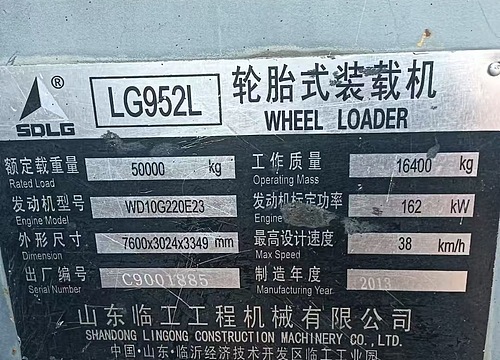 ® LG952L 轮胎式装载机
SDLG WHEEL LOADER
额定载重量 50000 kg 工作质量 16400 kg
Rated Load Operating Mass
发动机型号 WD10G220E23 发动机标定功率 162 kW
Engine Model Engine
外形尺寸 7600x3024x3349 mm 最高设计速度 38 km/h
Dimension Max Speed
出厂编号 C9001885 制造年度 2013
Serial Number Manufacturing Year
山东临工工程机械有限公司
SHANDONG LINGONG CONSTRUCTION MACHINERY CO., LTD.
中国·山东·临沂经济技术开发区临工工业园